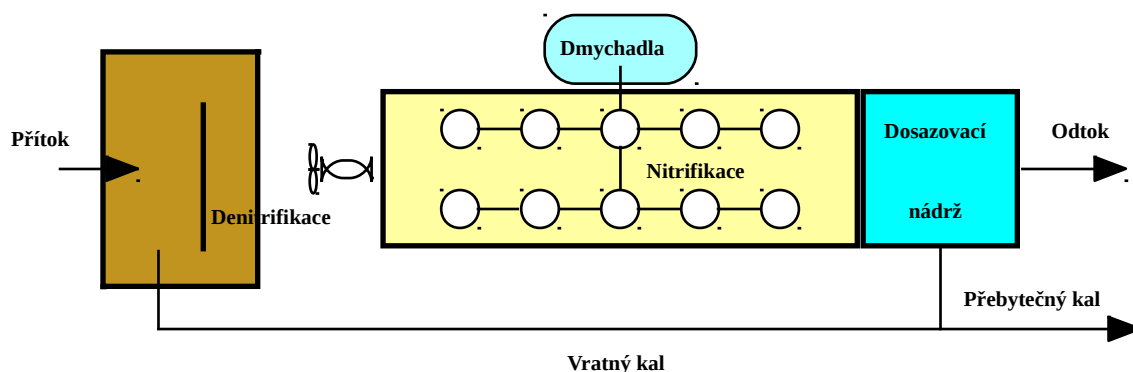 Dmychadla
Přítok
Dosazovací
Odtok
Nitrifikace
Denitrifikace
nádrž
Přebytečný kal
Vratný kal